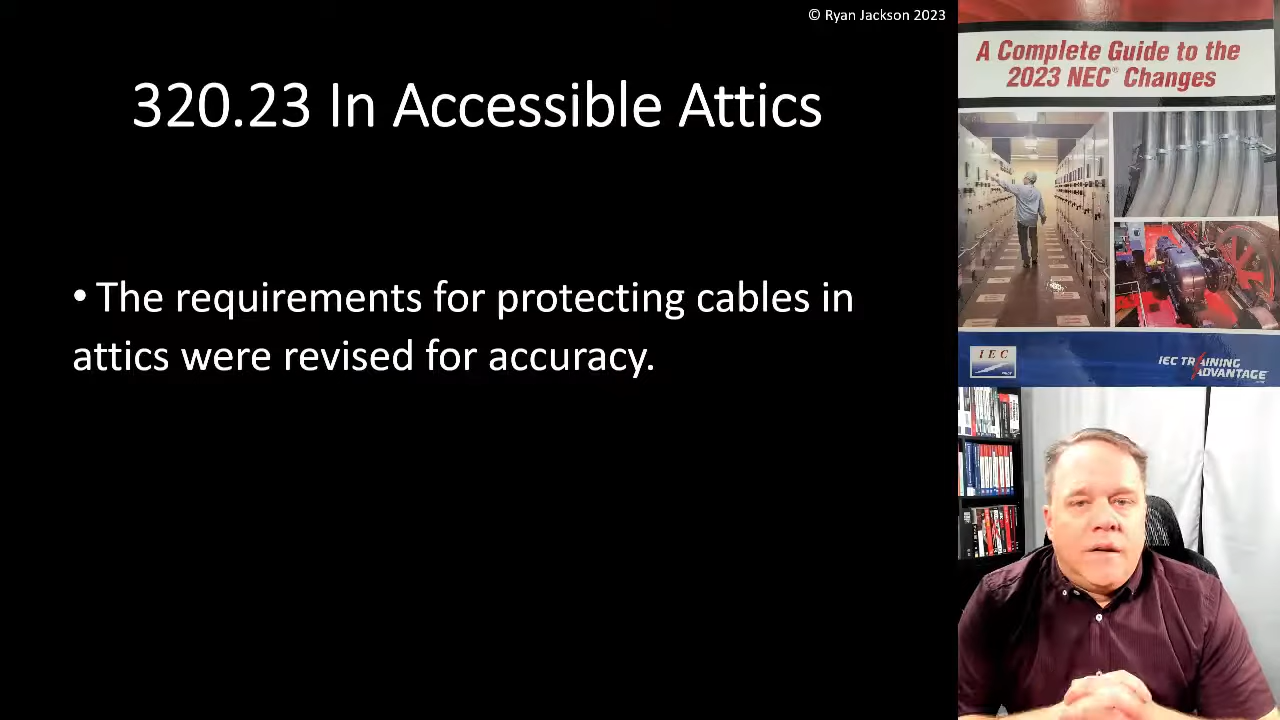 © Ryan Jackson 2023
320.23 In Accessible Attics
• The requirements for protecting cables in
attics were revised for accuracy.
A Complete Guide to the
2023 NEC® Changes
IEC
IEC TRAINING
ADVANTAGE